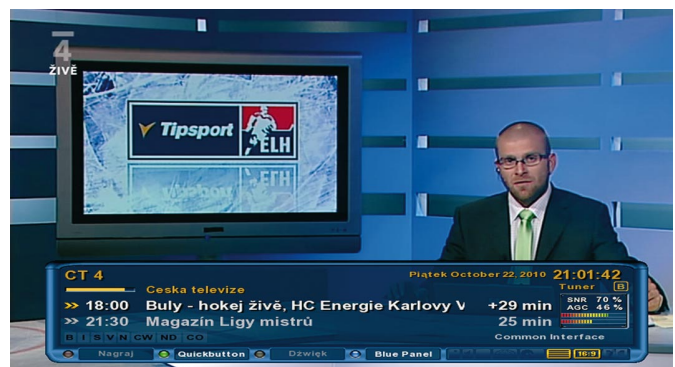 4
ŽIVĚ
Tipsport ELH
CT 4 Piątek October 22, 2010 21:01:42
Ceska televize Tuner B
18:00 Buly - hokej živě, HC Energie Karlovy V +29 min SNR 70 %
AGC 46 %
21:30 Magazín Ligy mistrů 25 min
B I S V N CW ND CO Common Interface
Nagraj Quickbutton Dźwięk Blue Panel 16:9